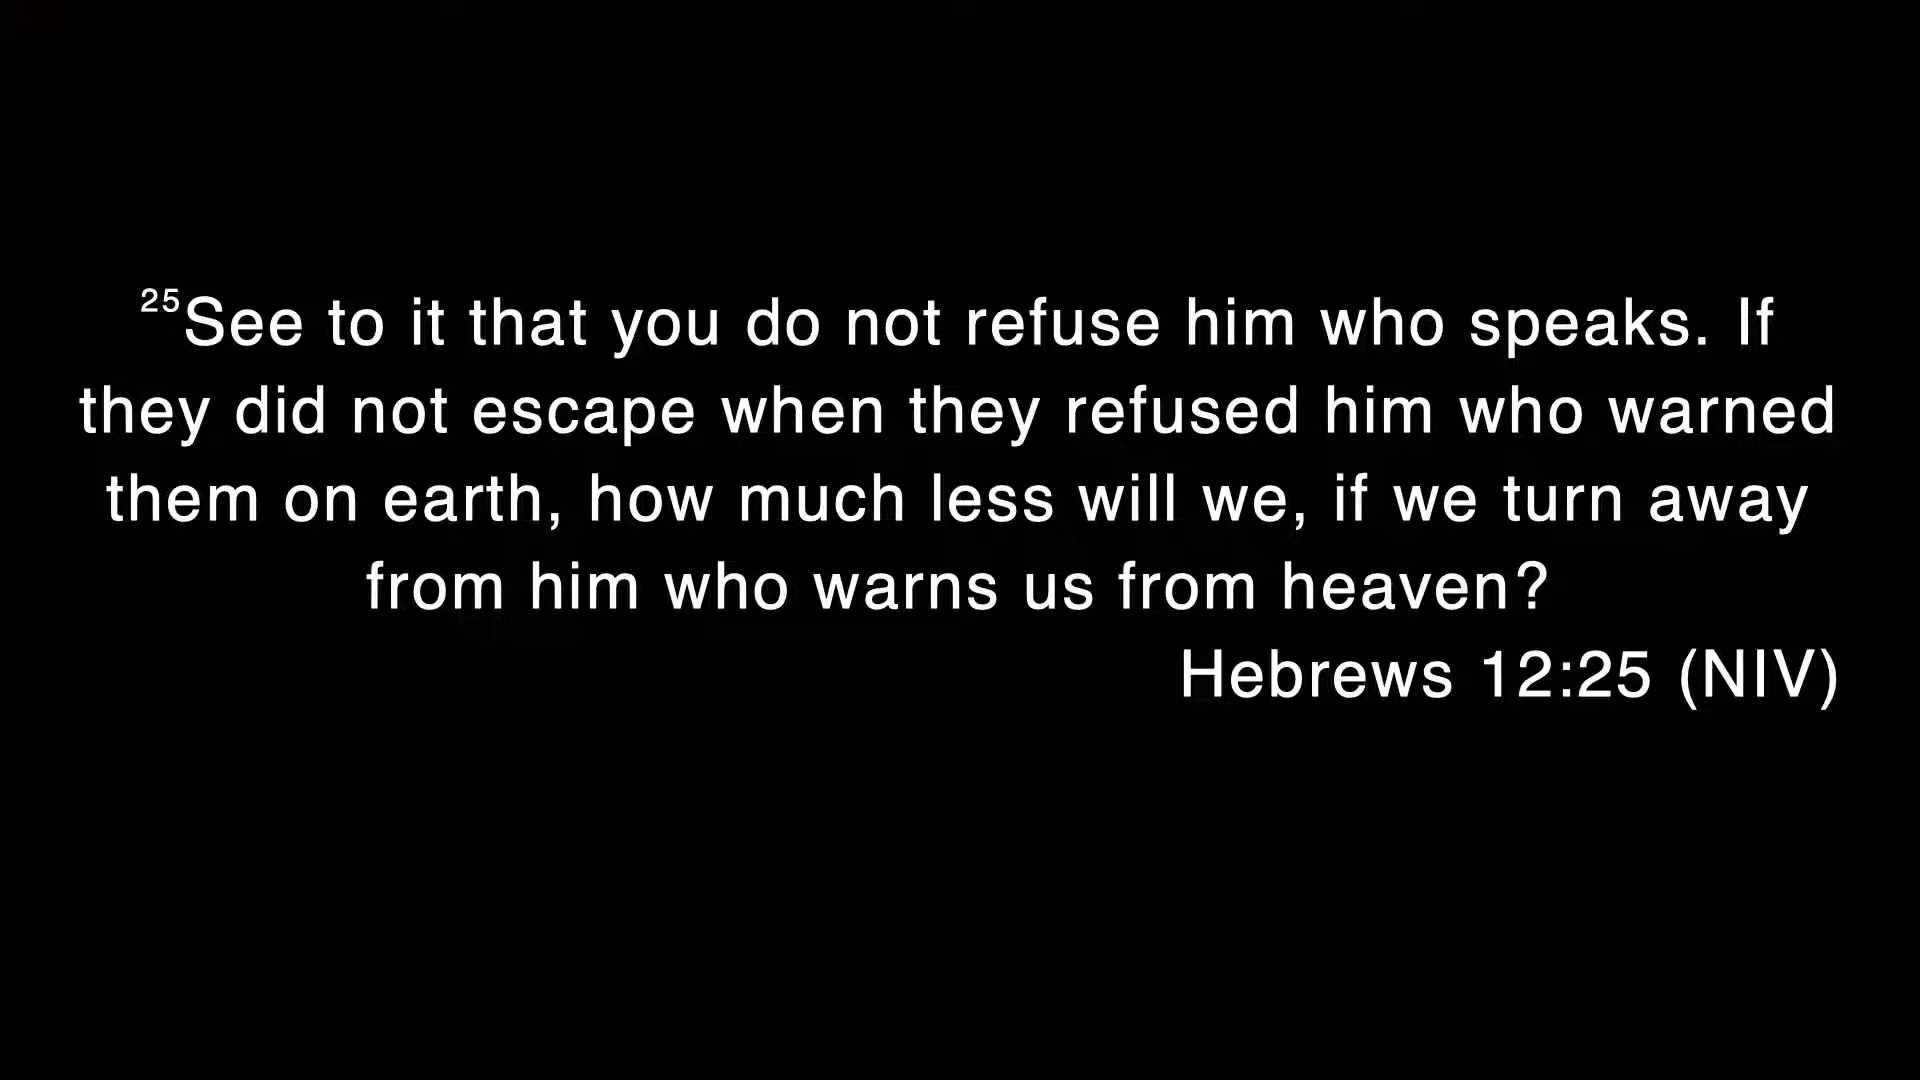 25See to it that you do not refuse him who speaks. If
they did not escape when they refused him who warned
them on earth, how much less will we, if we turn away
from him who warns us from heaven?
Hebrews 12:25 (NIV)